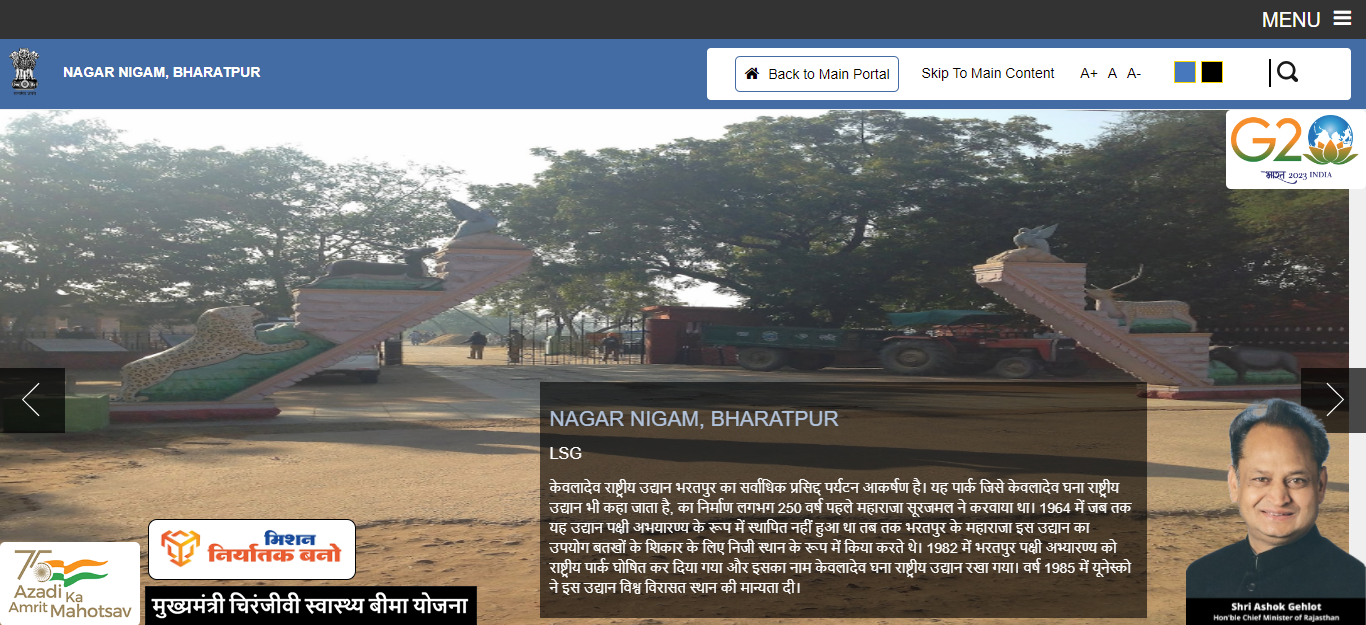 MENU
NAGAR NIGAM, BHARATPUR
Back to Main Portal
Skip To Main Content
A+ A A-
G20
भारत 2023 INDIA
NAGAR NIGAM, BHARATPUR
LSG
केवलादेव राष्ट्रीय उद्यान भरतपुर का सर्वाधिक प्रसिद्द पर्यटन आकर्षण है। यह पार्क जिसे केवलादेव घना राष्ट्रीय
उद्यान भी कहा जाता है, का निर्माण लगभग 250 वर्ष पहले महाराजा सूरजमल ने करवाया था। 1964 में जब तक
यह उद्यान पक्षी अभयारण्य के रूप में स्थापित नहीं हुआ था तब तक भरतपुर के महाराजा इस उद्यान का
उपयोग बतखों के शिकार के लिए निजी स्थान के रूप में किया करते थे। 1982 में भरतपुर पक्षी अभ्यारण्य को
राष्ट्रीय पार्क घोषित कर दिया गया और इसका नाम केवलादेव घना राष्ट्रीय उद्यान रखा गया। वर्ष 1985 में यूनेस्को
ने इस उद्यान विश्व विरासत स्थान की मान्यता दी।
मिशन
निर्यातक बनो
75
Azadi Ka
Amrit Mahotsav
मुख्यमंत्री चिरंजीवी स्वास्थ्य बीमा योजना
Shri Ashok Gehlot
Hon'ble Chief Minister of Rajasthan